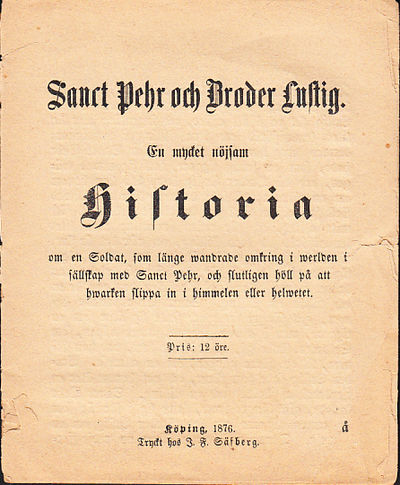 Sanct Pehr och Broder Lustig.
En mycket nöjsam
Historia
om en Soldat, som länge wandrade omkring i werlden i
sällskap med Sanct Pehr, och slutligen höll på att
hwarken slippa in i himmelen eller helwetet.
Pris: 12 öre.
Köping, 1876.
Tryckt hos J. F. Säfberg.
å